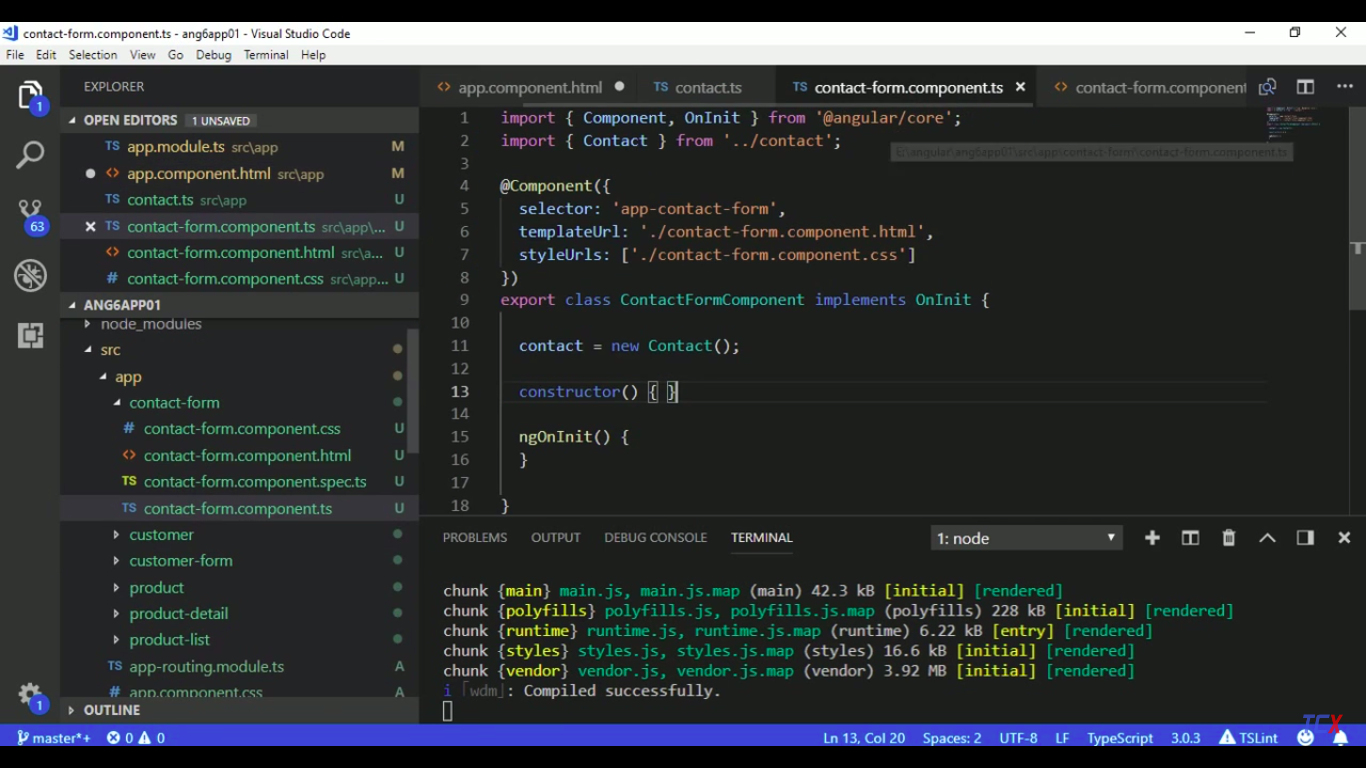 contact-form.component.ts - ang6app01 - Visual Studio Code
File Edit Selection View Go Debug Terminal Help
EXPLORER
OPEN EDITORS 1 UNSAVED
app.module.ts src\app M
app.component.html src\app M
TS contact.ts src\app U
TS contact-form.component.ts src\app\... U
contact-form.component.html src\a... U
# contact-form.component.css src\app... U
ANG6APP01
node_modules
src
app
contact-form
# contact-form.component.css U
contact-form.component.html U
TS contact-form.component.spec.ts U
TS contact-form.component.ts U
customer
customer-form
product
product-detail
product-list
TS app-routing.module.ts A
# app.component.css A
OUTLINE
1
63
1
app.component.html TS contact.ts TS contact-form.component.ts contact-form.component
1 import { Component, OnInit } from '@angular/core';
2 import { Contact } from '../contact';
E:\angular\ang6app01\src\app\contact-form\contact-form.component.ts
3
4 @Component({
5 selector: 'app-contact-form',
6 templateUrl: './contact-form.component.html',
7 styleUrls: ['./contact-form.component.css']
8 })
9 export class ContactFormComponent implements OnInit {
10
11 contact = new Contact();
12
13 constructor() { }
14
15 ngOnInit() {
16 }
17
18 }
PROBLEMS OUTPUT DEBUG CONSOLE TERMINAL 1: node
chunk {main} main.js, main.js.map (main) 42.3 kB [initial] [rendered]
chunk {polyfills} polyfills.js, polyfills.js.map (polyfills) 228 kB [initial] [rendered]
chunk {runtime} runtime.js, runtime.js.map (runtime) 6.22 kB [entry] [rendered]
chunk {styles} styles.js, styles.js.map (styles) 16.6 kB [initial] [rendered]
chunk {vendor} vendor.js, vendor.js.map (vendor) 3.92 MB [initial] [rendered]
i ｢wdm｣: Compiled successfully.
TCX
master*+ 0 0 Ln 13, Col 20 Spaces: 2 UTF-8 LF TypeScript 3.0.3 TSLint